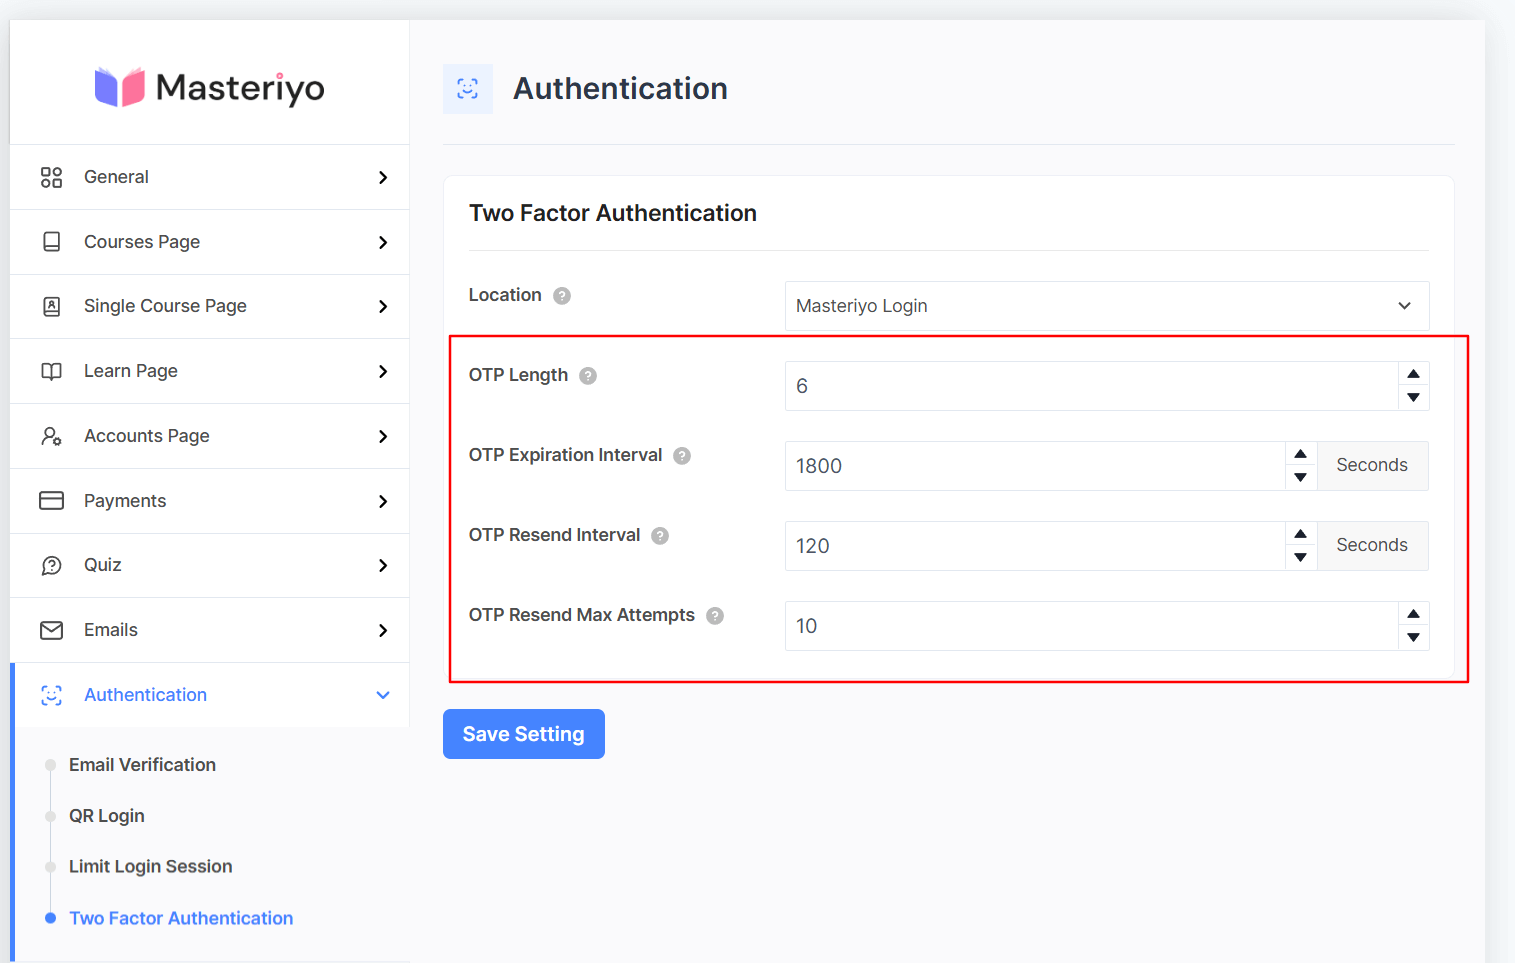 Masteriyo
General
Courses Page
Single Course Page
Learn Page
Accounts Page
Payments
Quiz
Emails
Authentication
Email Verification
QR Login
Limit Login Session
Two Factor Authentication
Authentication
Two Factor Authentication
Location ?
Masteriyo Login
OTP Length ?
6
OTP Expiration Interval ?
1800 Seconds
OTP Resend Interval ?
120 Seconds
OTP Resend Max Attempts ?
10
Save Setting